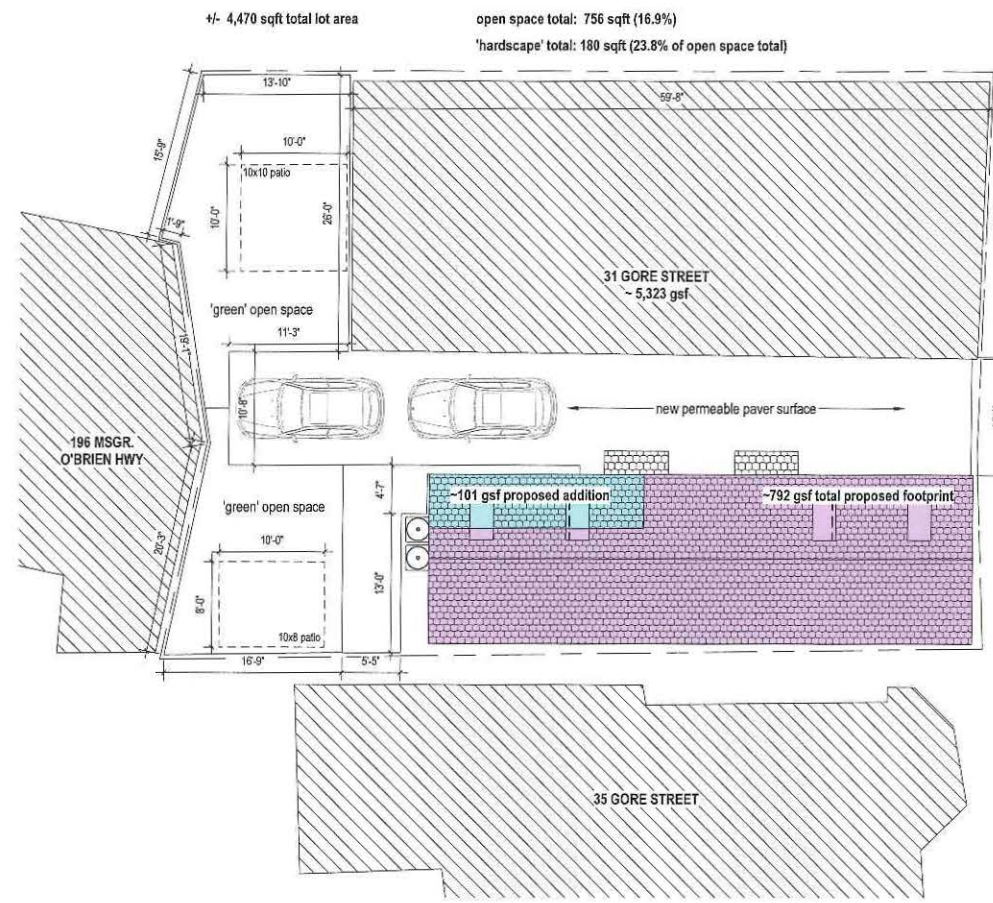 +/- 4,470 sqft total lot area
open space total: 756 sqft (16.9%)
'hardscape' total: 180 sqft (23.8% of open space total)
13'-10"
59'-8"
15'-9"
10'-0"
10x10 patio
10'-0"
26'-0"
31 GORE STREET
~ 5,323 gsf
'green' open space
11'-3"
19'-1"
10'-8"
new permeable paver surface
196 MSGR.
O'BRIEN HWY
'green' open space
4'-7"
~101 gsf proposed addition
~792 gsf total proposed footprint
20'-3"
10'-0"
8'-0"
13'-0"
10x8 patio
16'-9"
5'-5"
35 GORE STREET